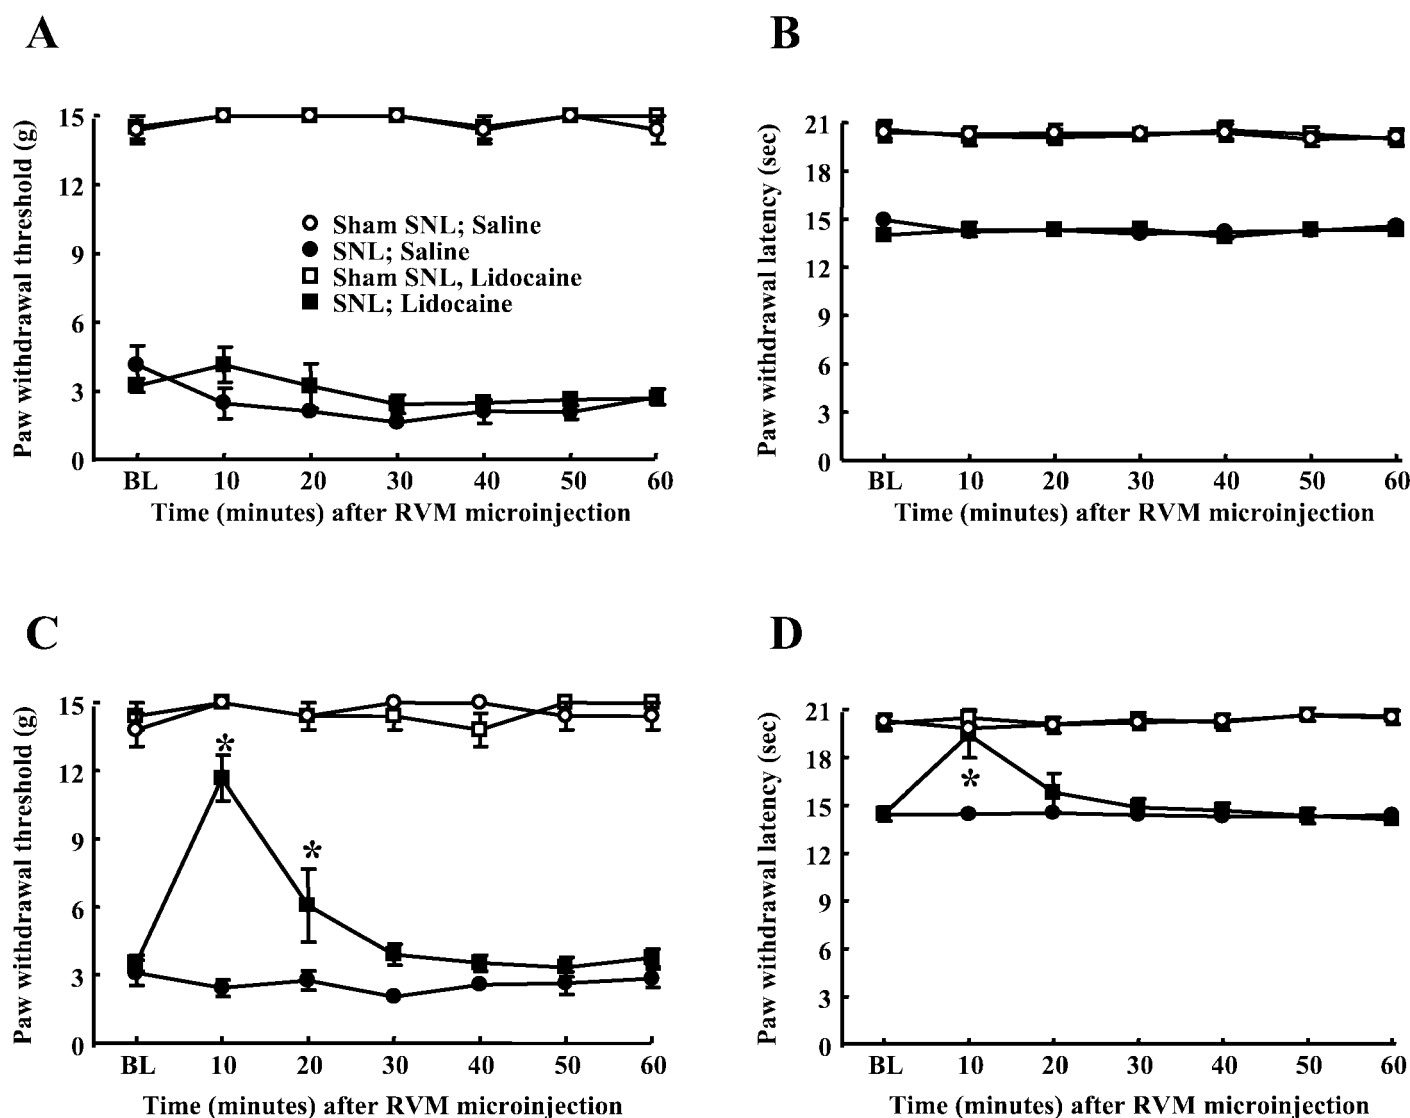 A
Paw withdrawal threshold (g)
15
12
9
6
3
0
Sham SNL; Saline
SNL; Saline
Sham SNL, Lidocaine
SNL; Lidocaine
BL 10 20 30 40 50 60
Time (minutes) after RVM microinjection
B
Paw withdrawal latency (sec)
21
18
15
12
9
6
3
0
BL 10 20 30 40 50 60
Time (minutes) after RVM microinjection
C
Paw withdrawal threshold (g)
15
12
9
6
3
0
*
*
BL 10 20 30 40 50 60
Time (minutes) after RVM microinjection
D
Paw withdrawal latency (sec)
21
18
15
12
9
6
3
0
*
BL 10 20 30 40 50 60
Time (minutes) after RVM microinjection